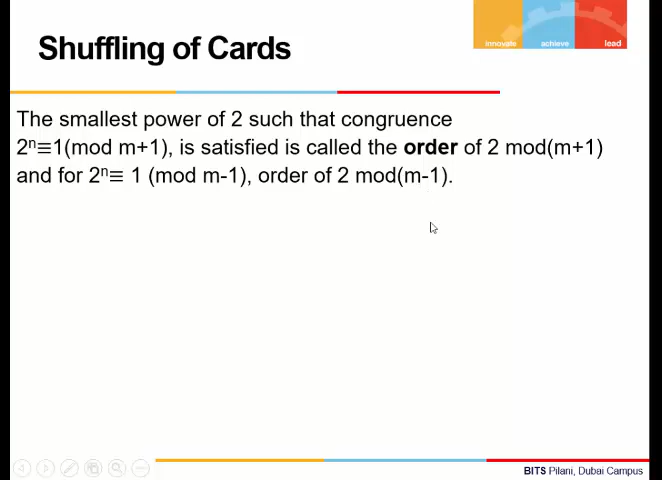 Shuffling of Cards
innovate achieve lead
The smallest power of 2 such that congruence
2ⁿ≡1(mod m+1), is satisfied is called the order of 2 mod(m+1)
and for 2ⁿ≡ 1 (mod m-1), order of 2 mod(m-1).
BITS Pilani, Dubai Campus